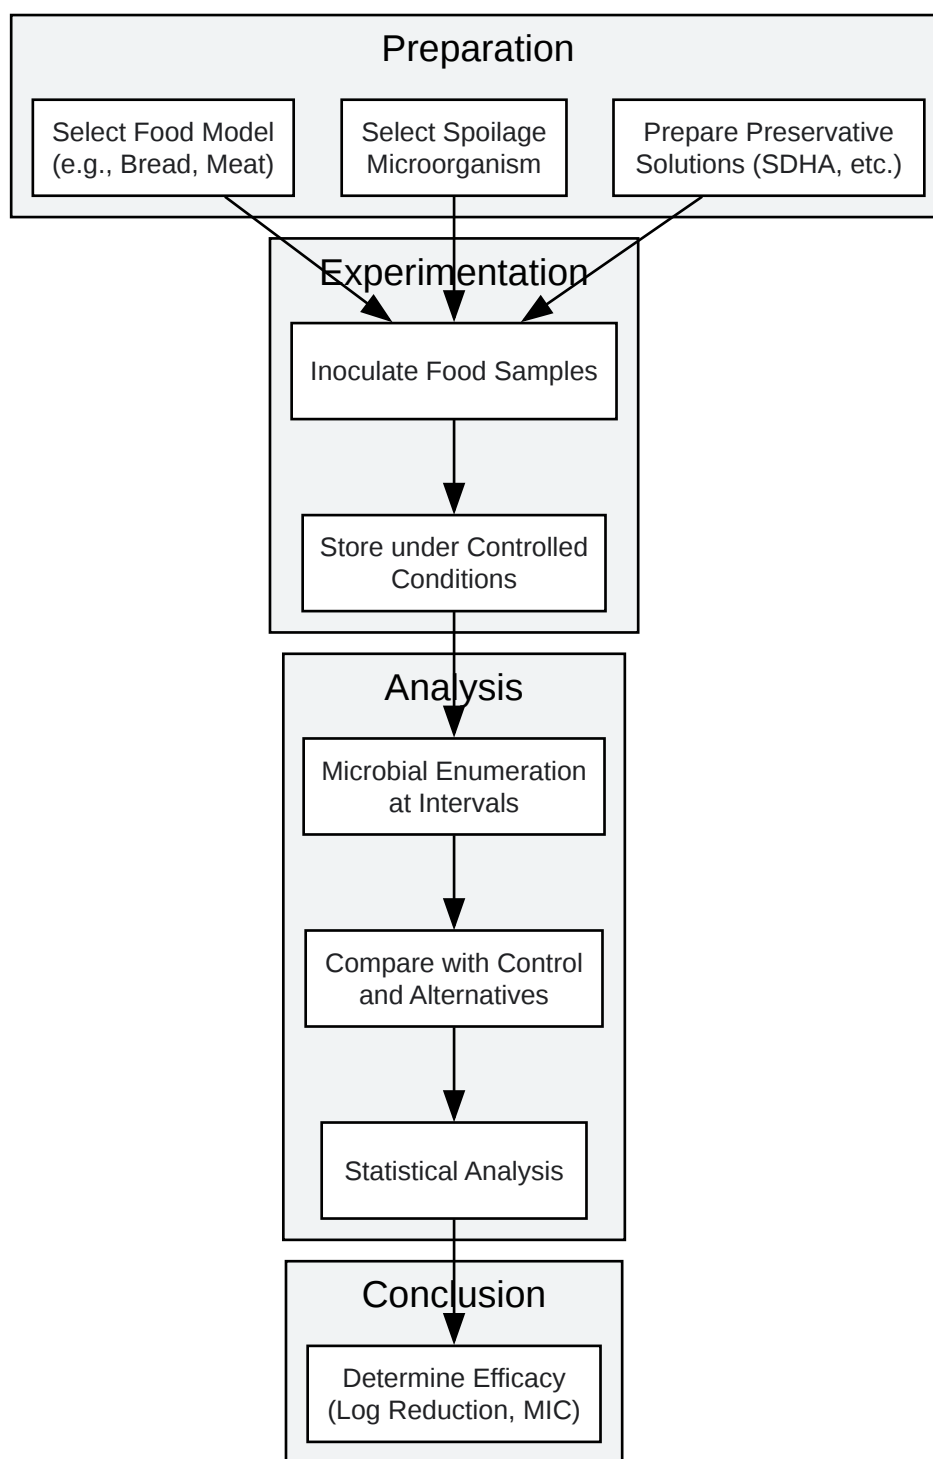 Preparation
Select Food Model
(e.g., Bread, Meat)
Select Spoilage
Microorganism
Prepare Preservative
Solutions (SDHA, etc.)
Experimentation
Inoculate Food Samples
Store under Controlled
Conditions
Analysis
Microbial Enumeration
at Intervals
Compare with Control
and Alternatives
Statistical Analysis
Conclusion
Determine Efficacy
(Log Reduction, MIC)